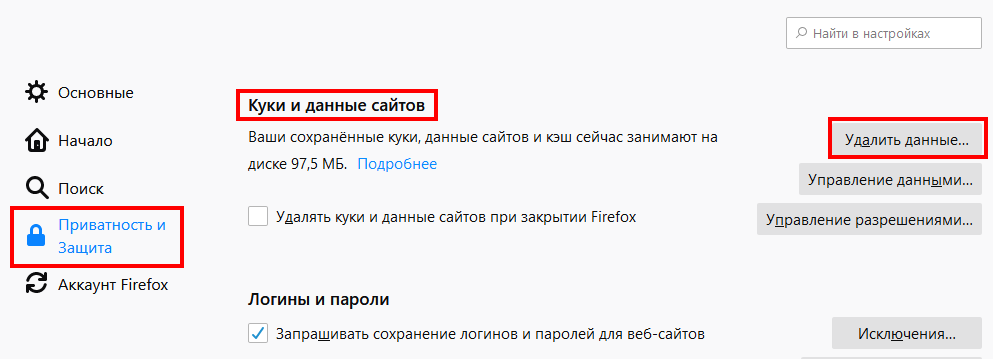 Найти в настройках
Основные
Начало
Поиск
Приватность и
Защита
Аккаунт Firefox
Куки и данные сайтов
Ваши сохранённые куки, данные сайтов и кэш сейчас занимают на
диске 97,5 МБ. Подробнее
Удалить данные...
Управление данными...
Удалять куки и данные сайтов при закрытии Firefox
Управление разрешениями...
Логины и пароли
Запрашивать сохранение логинов и паролей для веб-сайтов
Исключения...